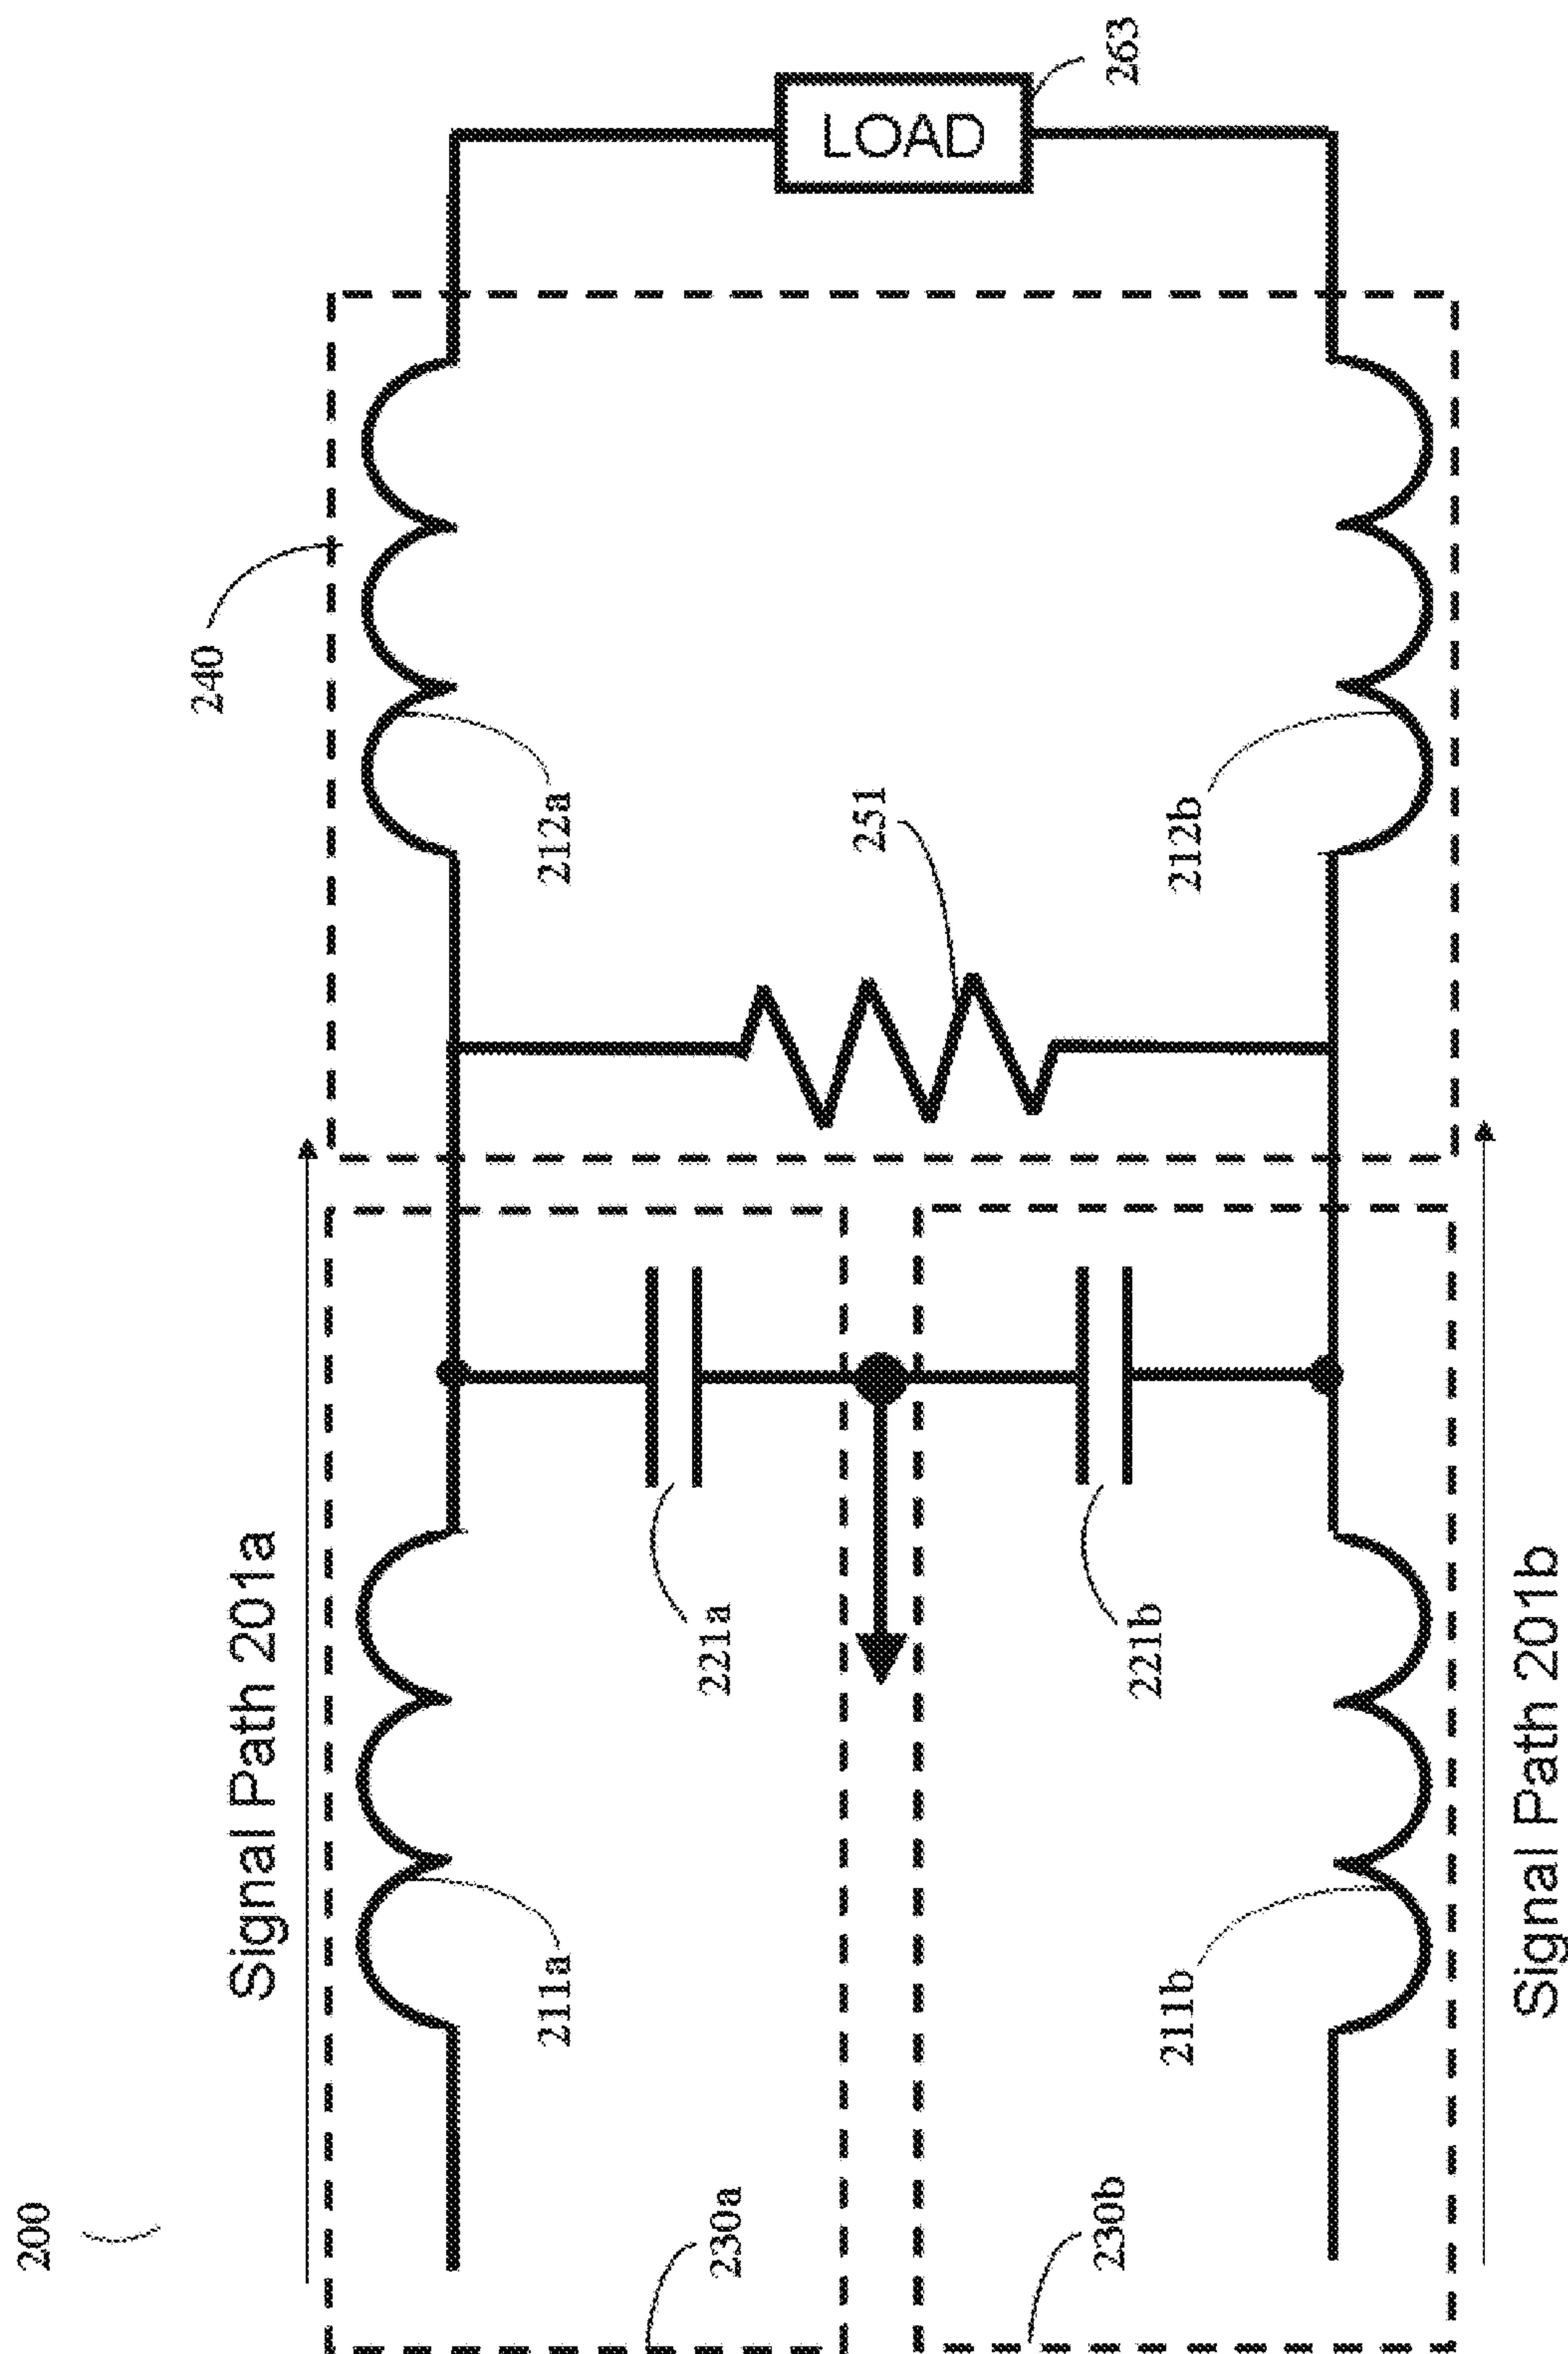 200
Signal Path 201a
240
211a
212a
230a
221a
251
LOAD
263
230b
221b
211b
212b
Signal Path 201b